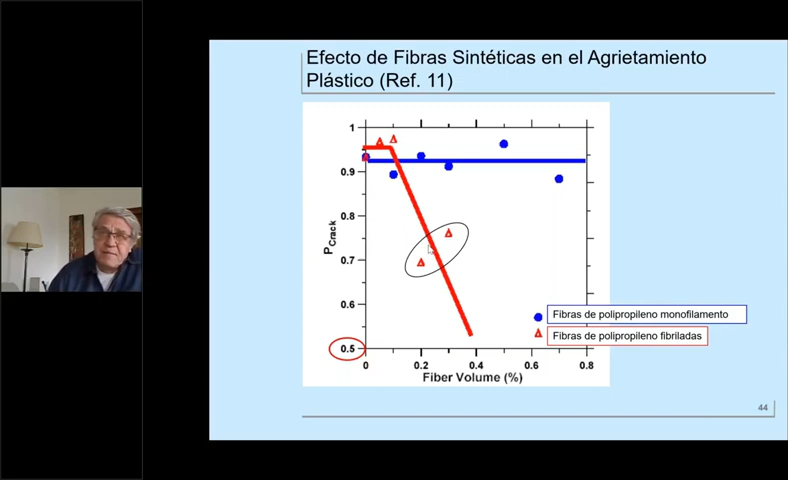 Efecto de Fibras Sintéticas en el Agrietamiento
Plástico (Ref. 11)
1
0.9
0.8
0.7
0.6
0.5
PCrack
0
0.2
0.4
0.6
0.8
Fiber Volume (%)
Fibras de polipropileno monofilamento
Fibras de polipropileno fibriladas
44